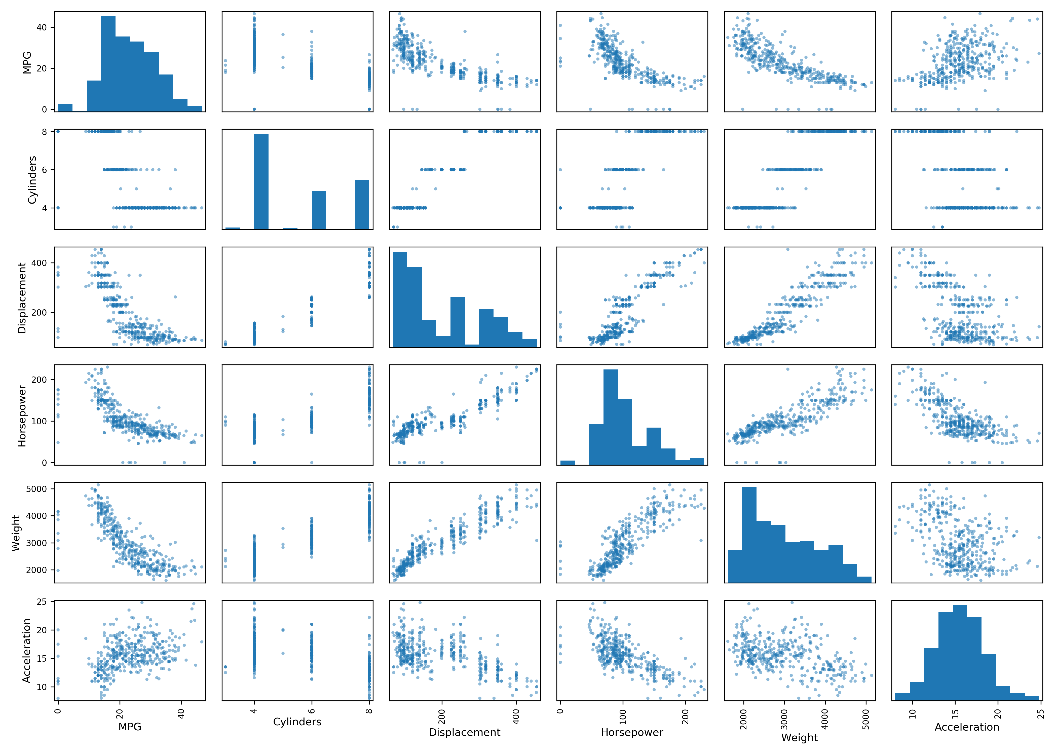 MPG
40
20
0
Cylinders
8
6
4
Displacement
400
200
Horsepower
200
100
0
Weight
5000
4000
3000
2000
Acceleration
25
20
15
10
0 20 40 4 6 8 200 400 0 100 200 2000 3000 4000 5000 10 15 20 25
MPG Cylinders Displacement Horsepower Weight Acceleration